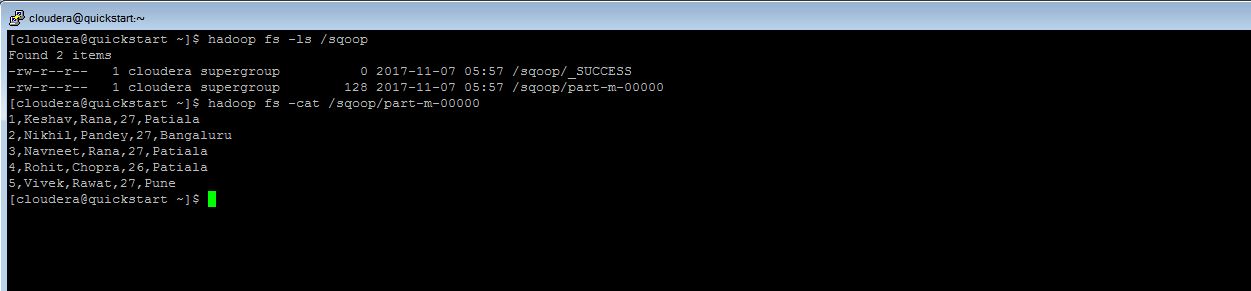 cloudera@quickstart:~
[cloudera@quickstart ~]$ hadoop fs -ls /sqoop
Found 2 items
-rw-r--r--   1 cloudera supergroup          0 2017-11-07 05:57 /sqoop/_SUCCESS
-rw-r--r--   1 cloudera supergroup        128 2017-11-07 05:57 /sqoop/part-m-00000
[cloudera@quickstart ~]$ hadoop fs -cat /sqoop/part-m-00000
1,Keshav,Rana,27,Patiala
2,Nikhil,Pandey,27,Bangaluru
3,Navneet,Rana,27,Patiala
4,Rohit,Chopra,26,Patiala
5,Vivek,Rawat,27,Pune
[cloudera@quickstart ~]$